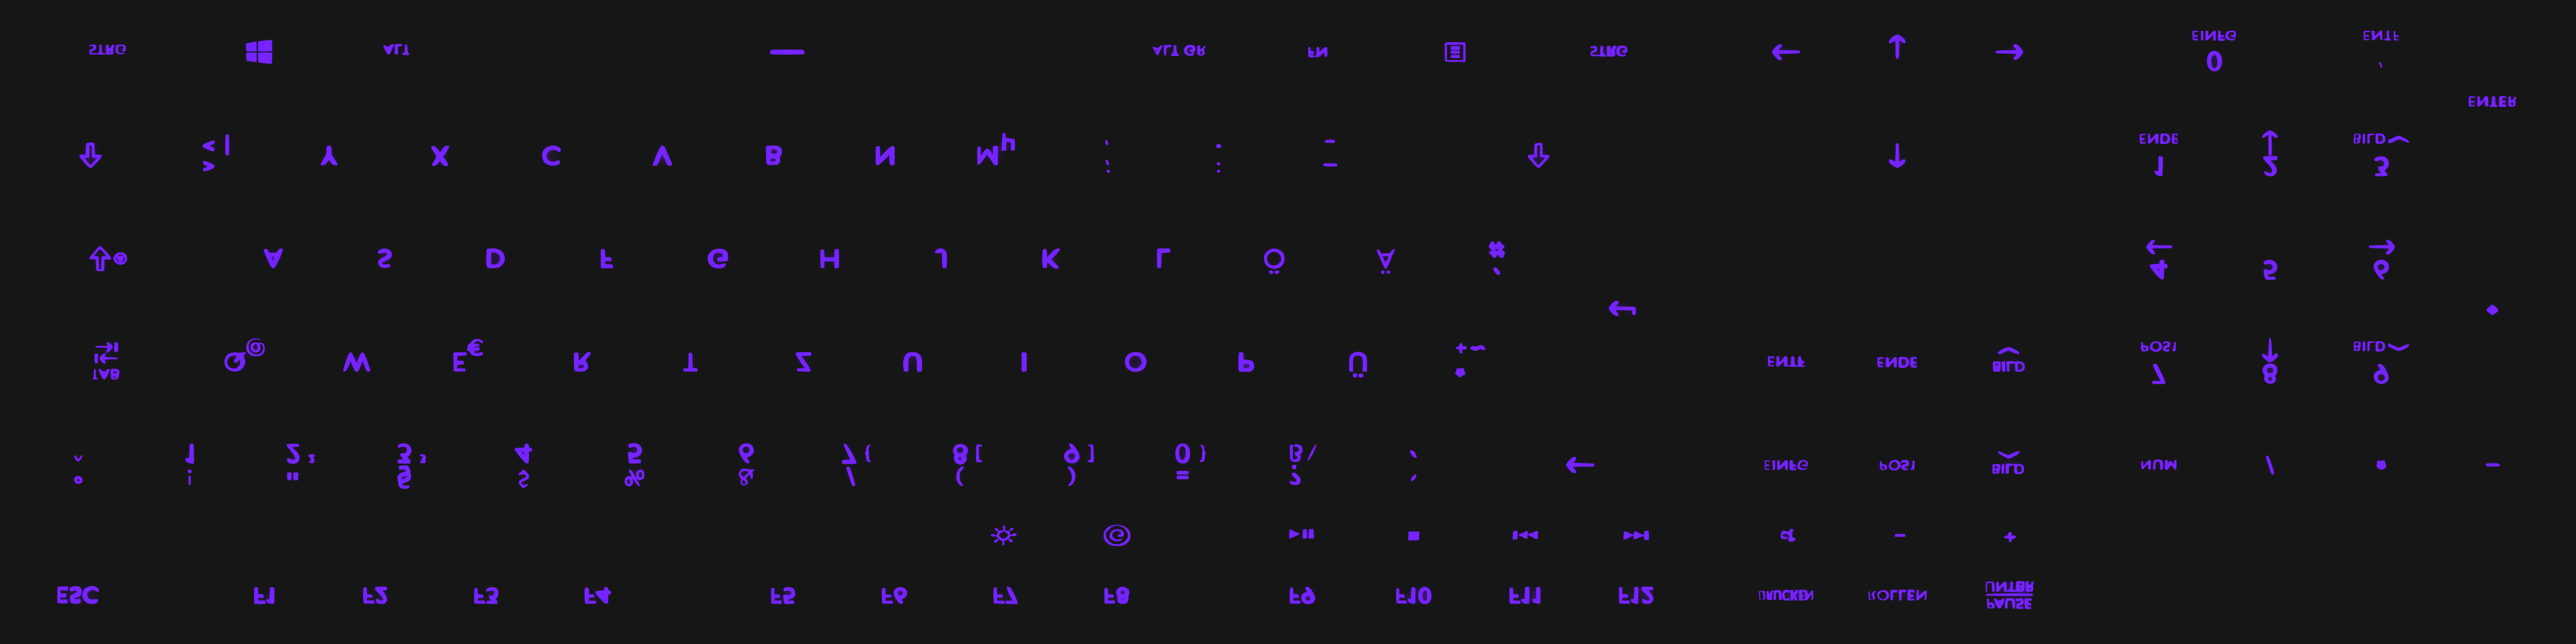 STRG ALT ALT GR FN STRG EINFG ENTF
0 ,
ENTER
< | Y X C V B N M µ , . - ENDE BILD
> ; : _ 1 2 3
A S D F G H J K L Ö Ä #
' 4 5 6
Q @ W E € R T Z U I O P Ü + ~ ENTF ENDE BILD POS1 BILD
TAB * 7 8 9
^ 1 2 ² 3 ³ 4 5 6 7 { 8 [ 9 ] 0 } ß \ ´ EINFG POS1 BILD NUM / * -
° ! " § $ % & / ( ) = ? `
- +
ESC F1 F2 F3 F4 F5 F6 F7 F8 F9 F10 F11 F12 DRUCKEN ROLLEN UNTBR
PAUSE